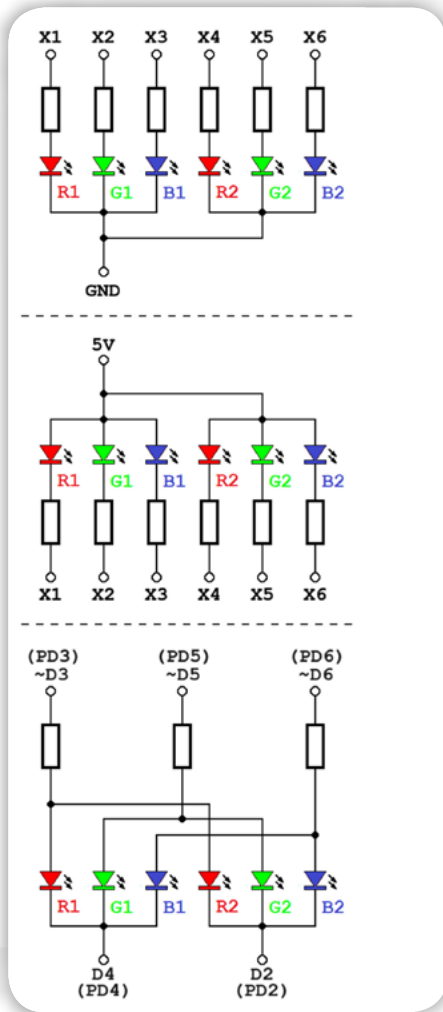 X1 X2 X3 X4 X5 X6
R1 G1 B1 R2 G2 B2
GND
5V
R1 G1 B1 R2 G2 B2
X1 X2 X3 X4 X5 X6
(PD3) (PD5) (PD6)
~D3 ~D5 ~D6
R1 G1 B1 R2 G2 B2
D4 D2
(PD4) (PD2)